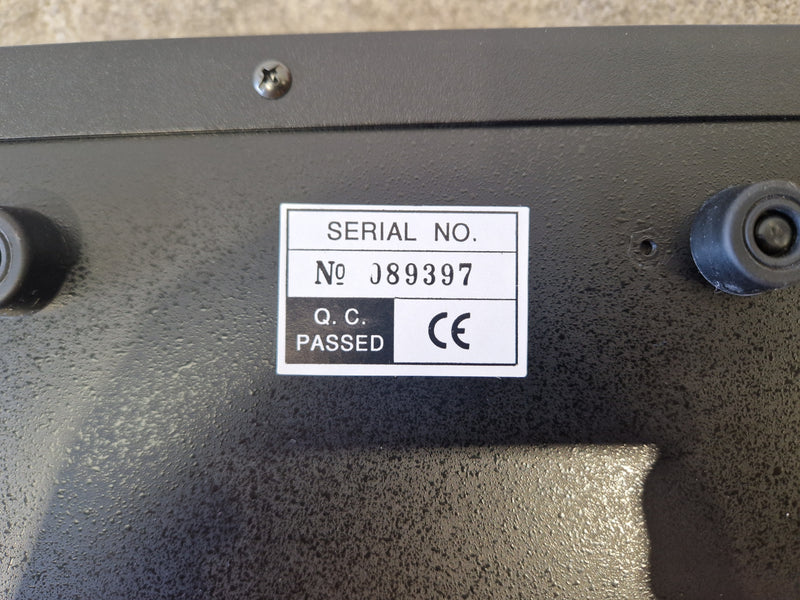 SERIAL NO.
№ 089397
Q. C.
PASSED
CE